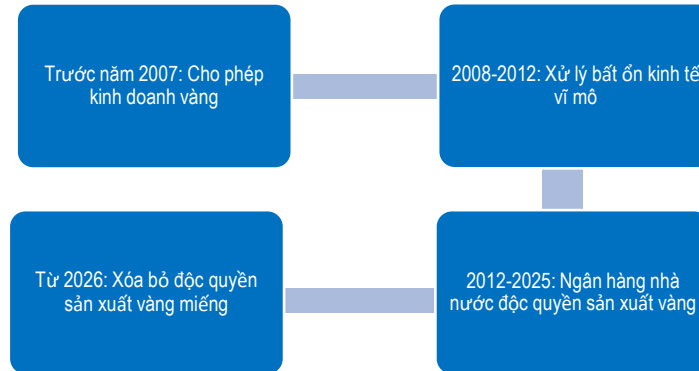 Trước năm 2007: Cho phép
kinh doanh vàng
2008-2012: Xử lý bất ổn kinh tế
vĩ mô
2012-2025: Ngân hàng nhà
nước độc quyền sản xuất vàng
Từ 2026: Xóa bỏ độc quyền
sản xuất vàng miếng